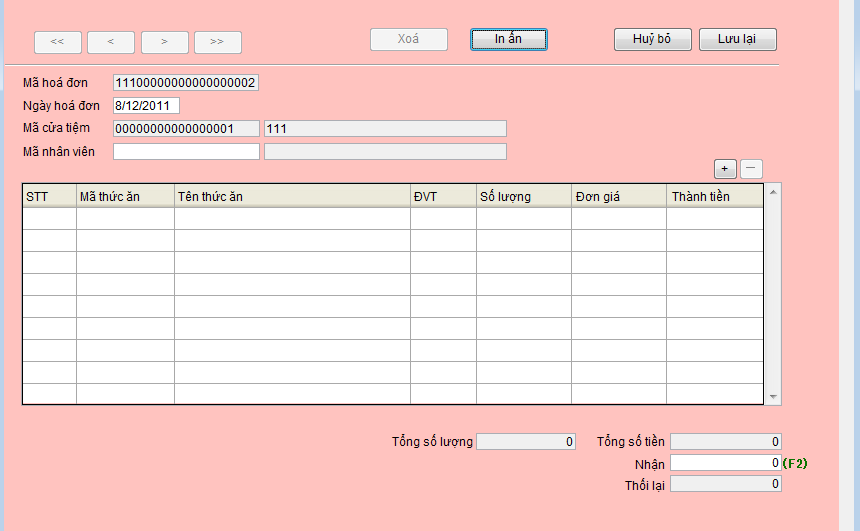 << < > >> Xoá In ấn Huỷ bỏ Lưu lại
Mã hoá đơn 11100000000000000002
Ngày hoá đơn 8/12/2011
Mã cửa tiệm 00000000000000001 111
Mã nhân viên
+ −
STT Mã thức ăn Tên thức ăn ĐVT Số lượng Đơn giá Thành tiền
Tổng số lượng 0 Tổng số tiền 0
Nhận 0 (F2)
Thối lại 0